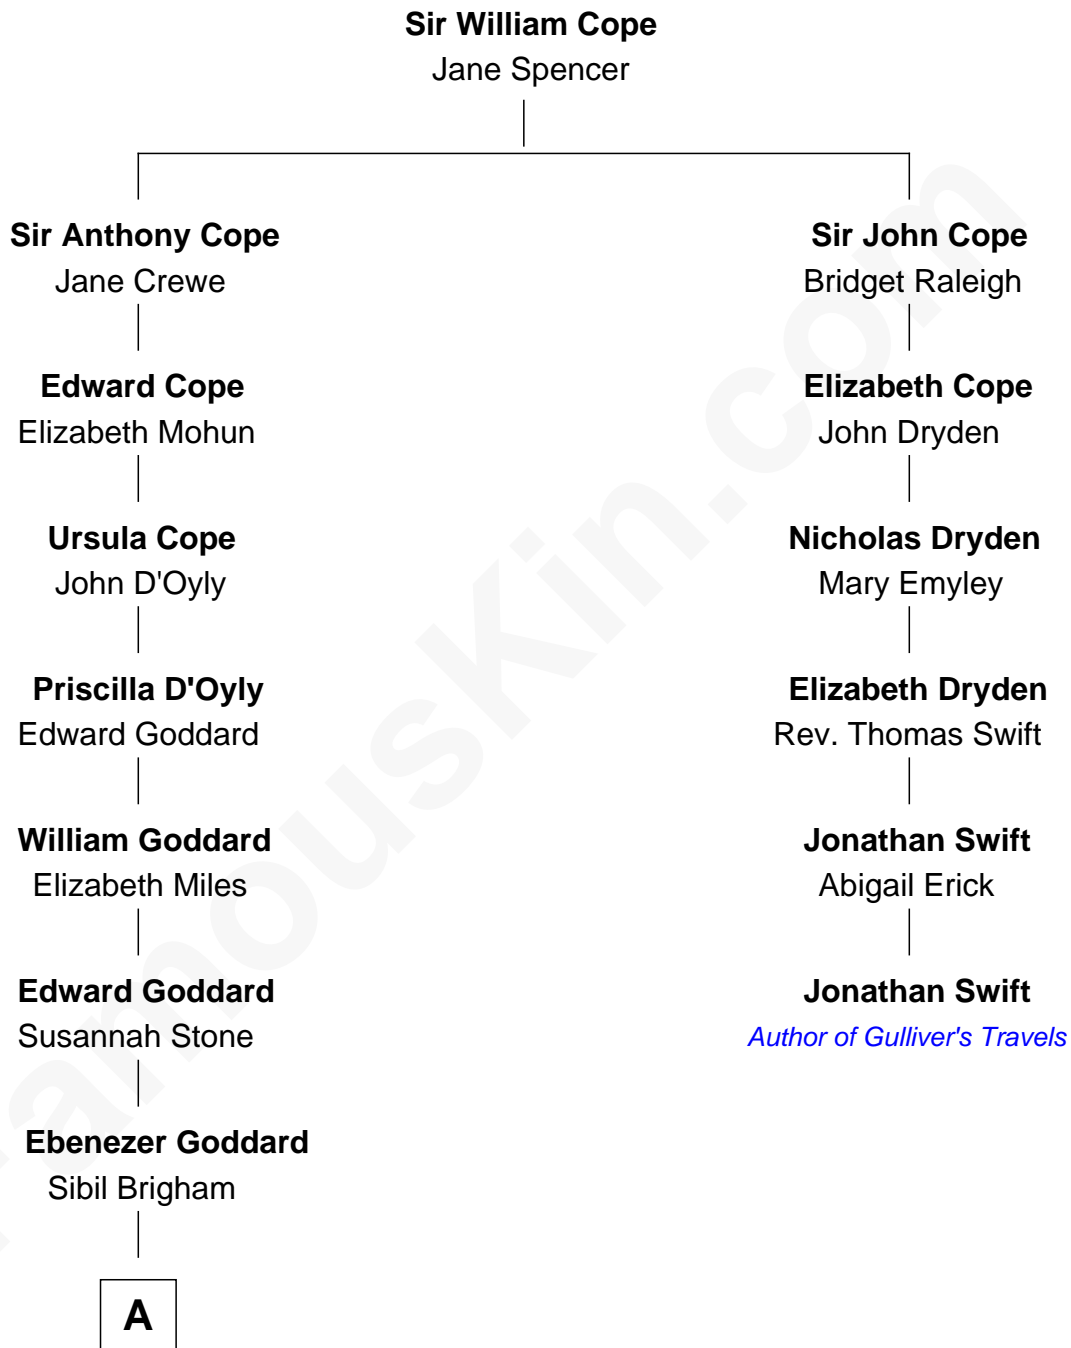 Sir William Cope
Jane Spencer
Sir Anthony Cope
Jane Crewe
Edward Cope
Elizabeth Mohun
Ursula Cope
John D'Oyly
Priscilla D'Oyly
Edward Goddard
William Goddard
Elizabeth Miles
Edward Goddard
Susannah Stone
Ebenezer Goddard
Sibil Brigham
A
Sir John Cope
Bridget Raleigh
Elizabeth Cope
John Dryden
Nicholas Dryden
Mary Emyley
Elizabeth Dryden
Rev. Thomas Swift
Jonathan Swift
Abigail Erick
Jonathan Swift
Author of Gulliver's Travels
FamousKin.com